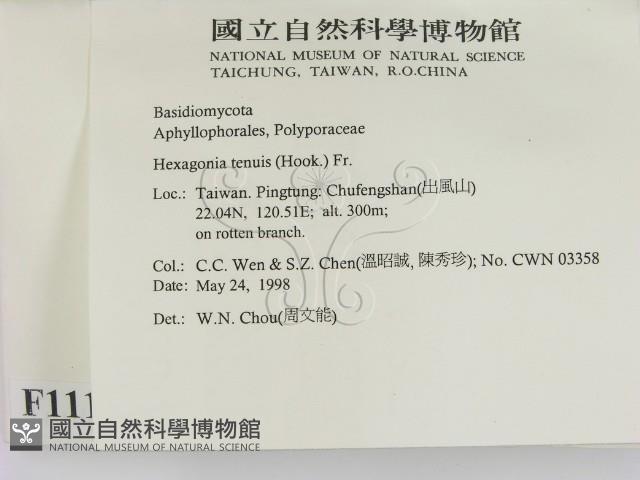 國立自然科學博物館
NATIONAL MUSEUM OF NATURAL SCIENCE
TAICHUNG, TAIWAN, R.O.CHINA
Basidiomycota
Aphyllophorales, Polyporaceae
Hexagonia tenuis (Hook.) Fr.
Loc.: Taiwan. Pingtung: Chufengshan(出風山)
22.04N, 120.51E; alt. 300m;
on rotten branch.
Col.: C.C. Wen & S.Z. Chen(溫昭誠, 陳秀珍); No. CWN 03358
Date: May 24, 1998
Det.: W.N. Chou(周文能)
F111
國立自然科學博物館
NATIONAL MUSEUM OF NATURAL SCIENCE